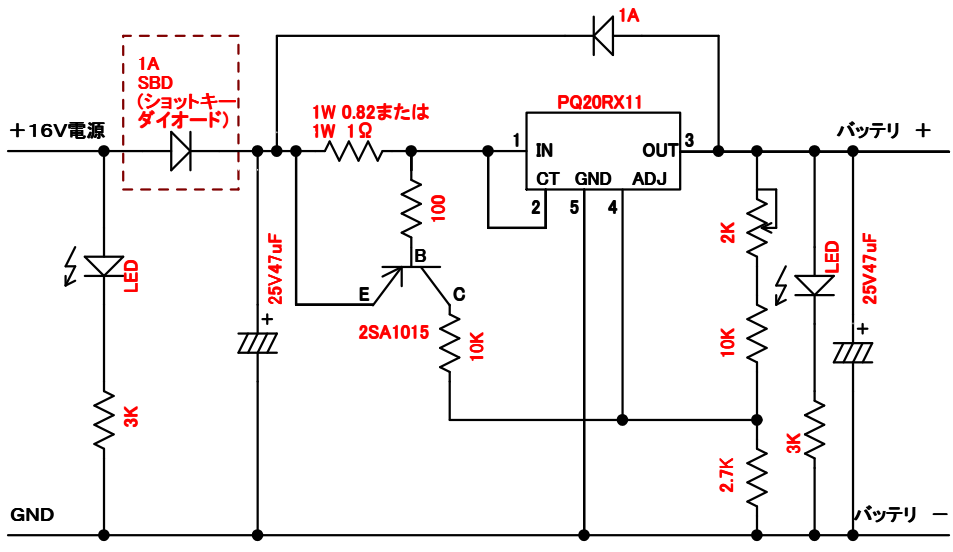 1A
1A
SBD
(ショットキー
ダイオード)
1W 0.82または
1W 1Ω
PQ20RX11
+16V電源
バッテリ +
1
IN
OUT
3
CT
GND
ADJ
2
5
4
100
2K
B
LED
LED
25V47uF
25V47uF
E
C
+
2SA1015
10K
10K
+
3K
3K
2.7K
GND
バッテリ -